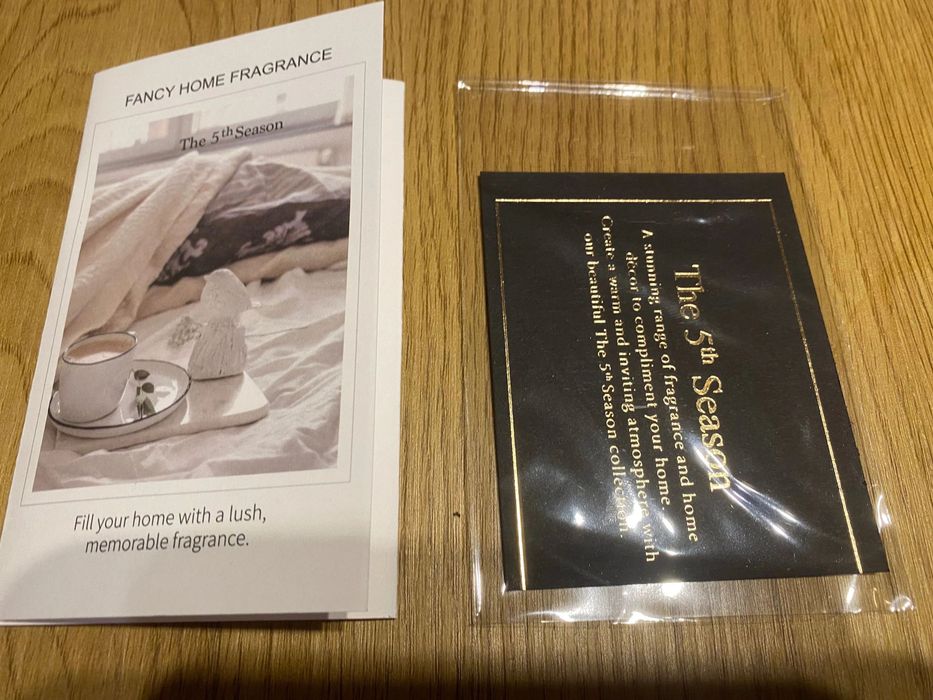 FANCY HOME FRAGRANCE
The 5th Season
Fill your home with a lush,
memorable fragrance.
The 5th Season
A stunning range of fragrance and home
décor to compliment your home.
Create a warm and inviting atmosphere with
our beautiful The 5th Season collection.